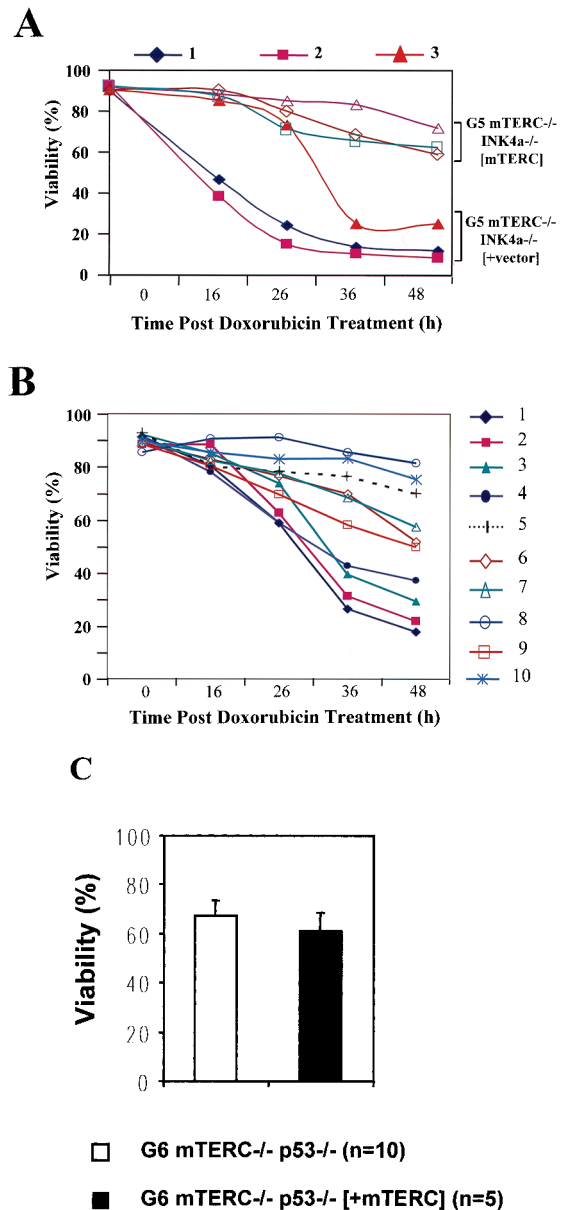 A
1 2 3
100
80
60
40
20
0
Viability (%)
0 16 26 36 48
Time Post Doxorubicin Treatment (h)
G5 mTERC-/-
INK4a-/-
[mTERC]
G5 mTERC-/-
INK4a-/-
[+vector]
B
100
80
60
40
20
0
Viability (%)
0 16 26 36 48
Time Post Doxorubicin Treatment (h)
1
2
3
4
5
6
7
8
9
10
C
100
80
60
40
20
0
Viability (%)
G6 mTERC-/- p53-/- (n=10)
G6 mTERC-/- p53-/- [+mTERC] (n=5)